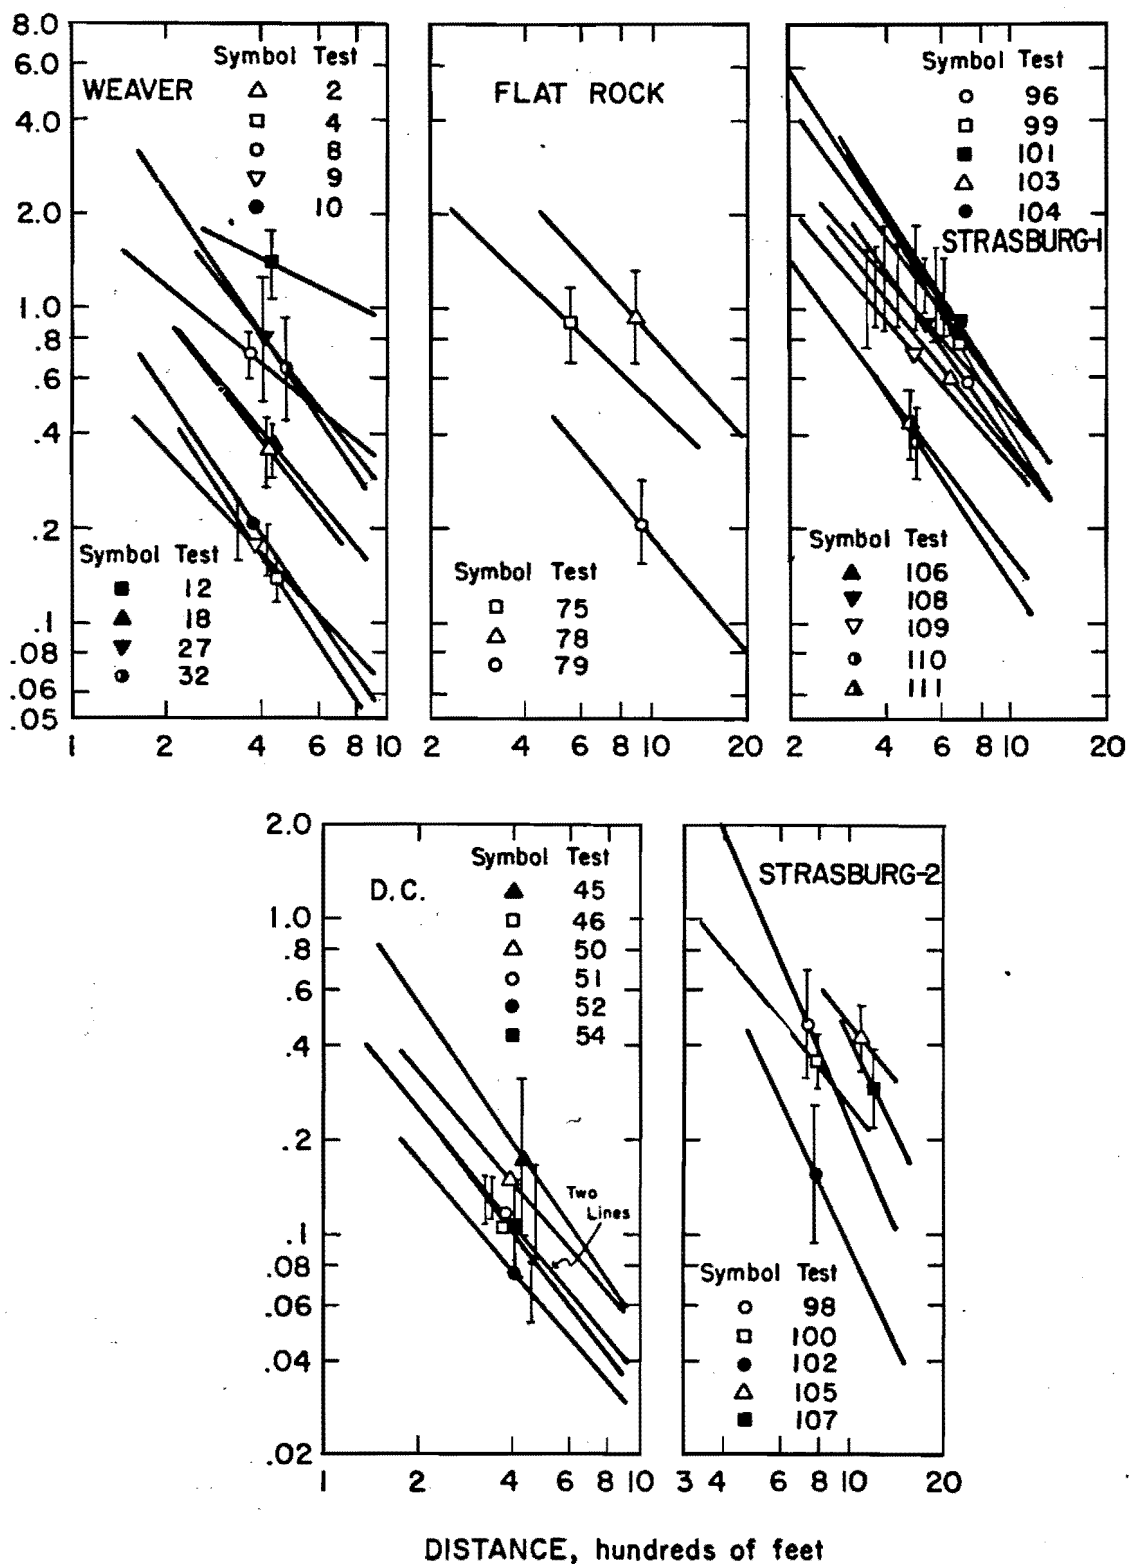 8.0
6.0
4.0
2.0
1.0
.8
.6
.4
.2
.1
.08
.06
.05
WEAVER
Symbol Test
△ 2
□ 4
○ 8
▽ 9
● 10
Symbol Test
■ 12
▲ 18
▼ 27
◑ 32
1 2 4 6 8 10
FLAT ROCK
Symbol Test
□ 75
△ 78
○ 79
2 4 6 8 10 20
Symbol Test
○ 96
□ 99
■ 101
△ 103
● 104
STRASBURG-1
Symbol Test
▲ 106
▼ 108
▽ 109
◑ 110
◮ 111
2 4 6 8 10 20
2.0
1.0
.8
.6
.4
.2
.1
.08
.06
.04
.02
D.C.
Symbol Test
▲ 45
□ 46
△ 50
○ 51
● 52
■ 54
Two
Lines
1 2 4 6 8 10
STRASBURG-2
Symbol Test
○ 98
□ 100
● 102
△ 105
■ 107
3 4 6 8 10 20
DISTANCE, hundreds of feet